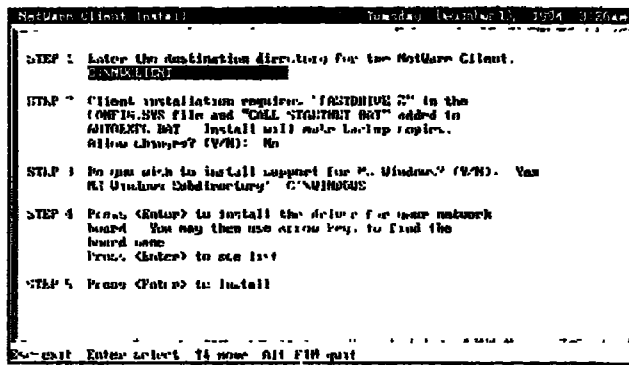 NetWare Client Install Tuesday December 13, 1994 3:26am
STEP 1 Enter the destination directory for the NetWare Client.
C:\NWCLIENT
STEP 2 Client installation requires "LASTDRIVE Z" in the
CONFIG.SYS file and "CALL STARTNET BAT" added to
AUTOEXEC.BAT Install will make backup copies.
Allow changes? (Y/N): No
STEP 3 Do you wish to install support for MS Windows? (Y/N). Yes
MS Windows Subdirectory: C:\WINDOWS
STEP 4 Press <Enter> to install the driver for your network
board You may then use arrow keys to find the
board name
Press <Enter> to see list
STEP 5 Press <Enter> to install
Esc-exit Enter select ↑↓ move Alt F10 quit